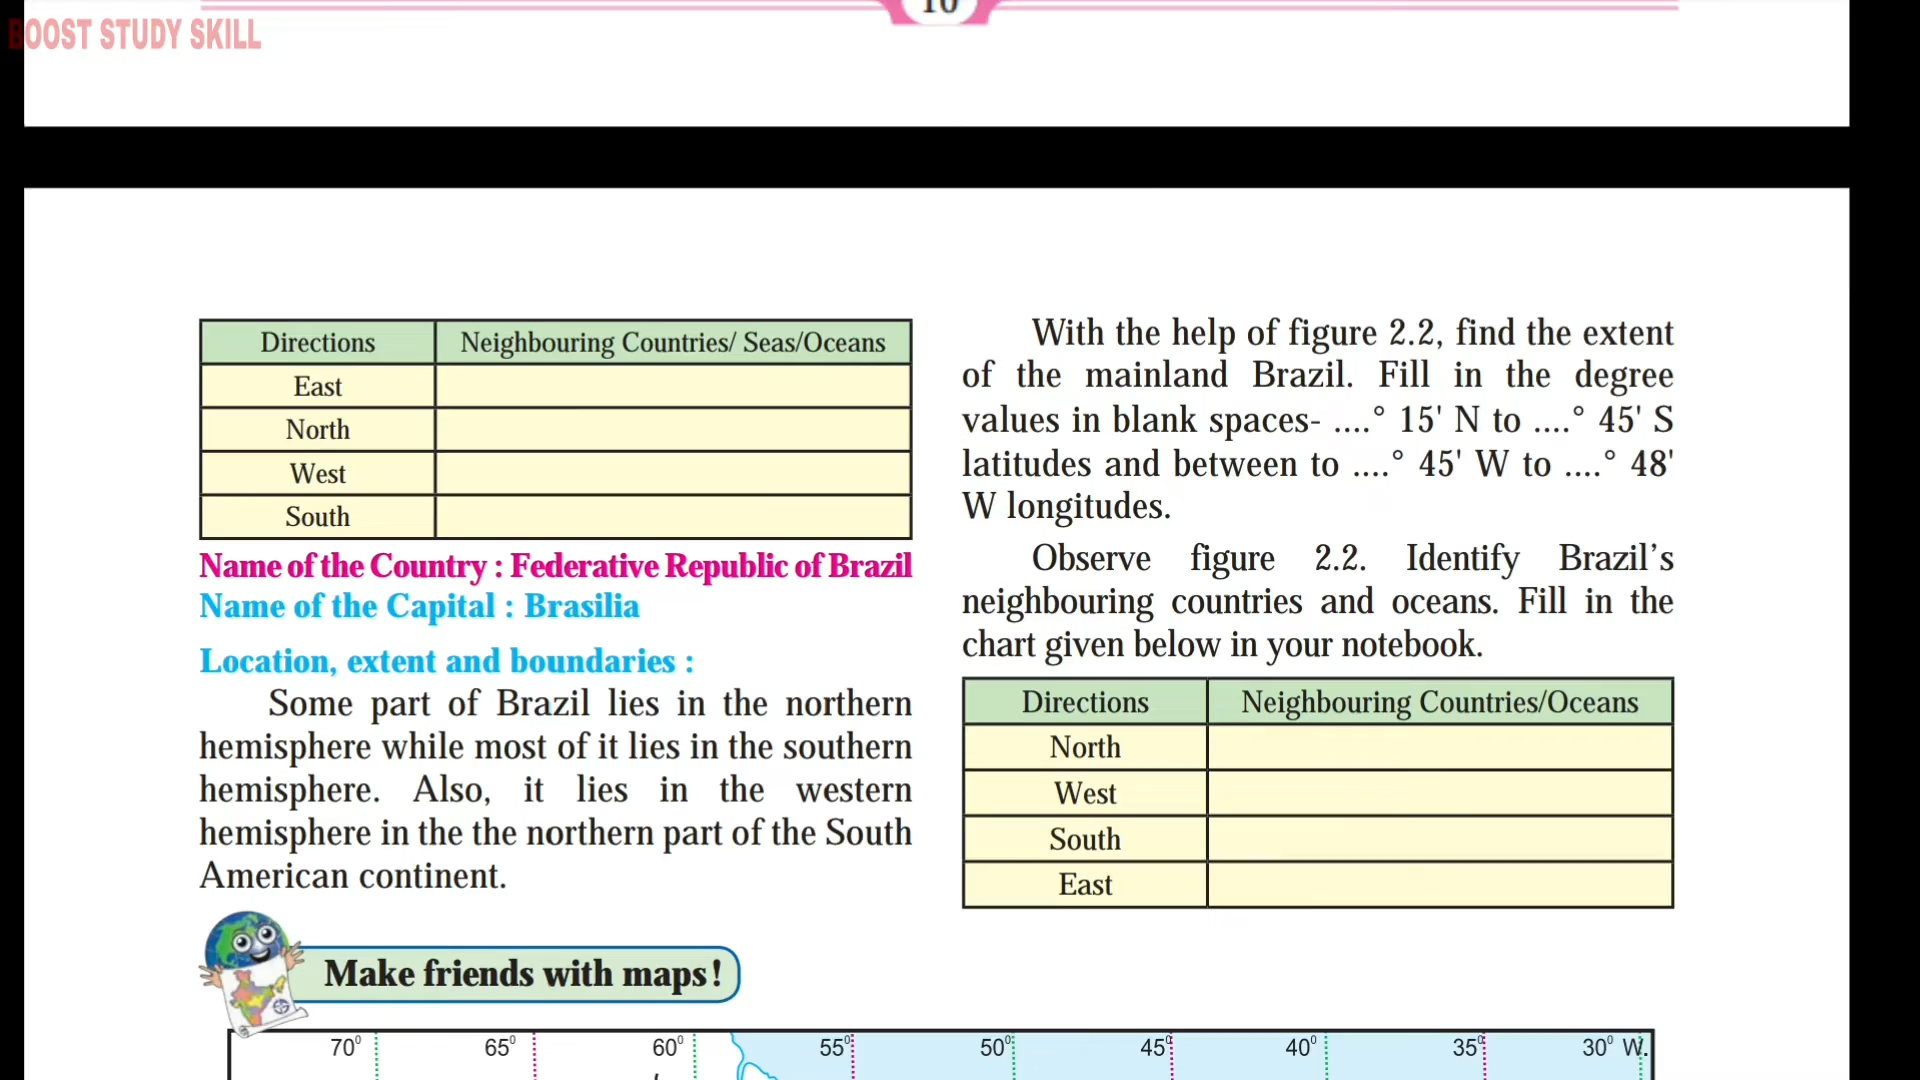 10
BOOST STUDY SKILL
Directions Neighbouring Countries/ Seas/Oceans
East
North
West
South
Name of the Country : Federative Republic of Brazil
Name of the Capital : Brasilia
Location, extent and boundaries :
Some part of Brazil lies in the northern
hemisphere while most of it lies in the southern
hemisphere. Also, it lies in the western
hemisphere in the the northern part of the South
American continent.
With the help of figure 2.2, find the extent
of the mainland Brazil. Fill in the degree
values in blank spaces- ....° 15' N to ....° 45' S
latitudes and between to ....° 45' W to ....° 48'
W longitudes.
Observe figure 2.2. Identify Brazil's
neighbouring countries and oceans. Fill in the
chart given below in your notebook.
Directions Neighbouring Countries/Oceans
North
West
South
East
Make friends with maps!
70° 65° 60° 55° 50° 45° 40° 35° 30° W.